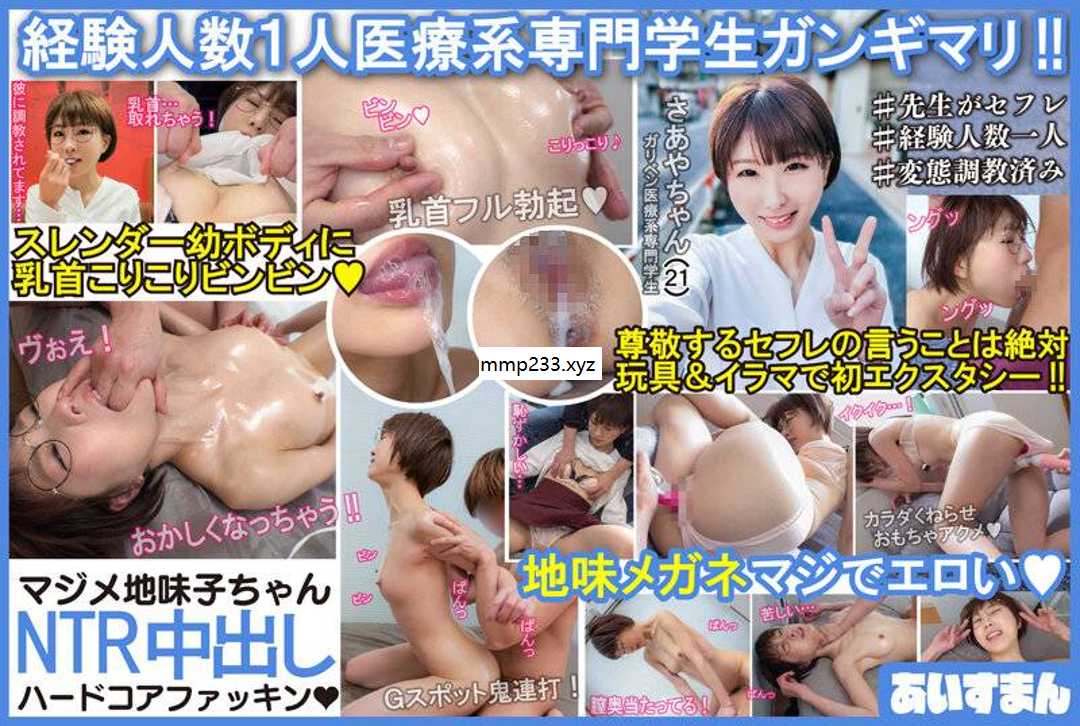 経験人数1人医療系専門学生ガンギマリ!!
彼に調教されてます…
乳首…
取れちゃう!
ビン
ビン♥
こりっこり♪
乳首フル勃起♥
さあやちゃん(21)
ガリベン医療系専門学生
#先生がセフレ
#経験人数一人
#変態調教済み
スレンダー幼ボディに
乳首こりこりビンビン♥
ングッ
ングッ
ヴぉえ!
おかしくなっちゃう!!
mmp233.xyz
尊敬するセフレの言うことは絶対
玩具&イラマで初エクスタシー!!
恥ずかしい…
イクイク…!
カラダくねらせ
おもちゃアクメ♥
ビン
ビン
ぱんっ
ぱんっ
Gスポット鬼連打!
地味メガネマジでエロい♥
マジメ地味子ちゃん
NTR中出し
ハードコアファッキン♥
ぱんっ
ぱんっ
膣奥当たってる!
苦しい…
あいすまん